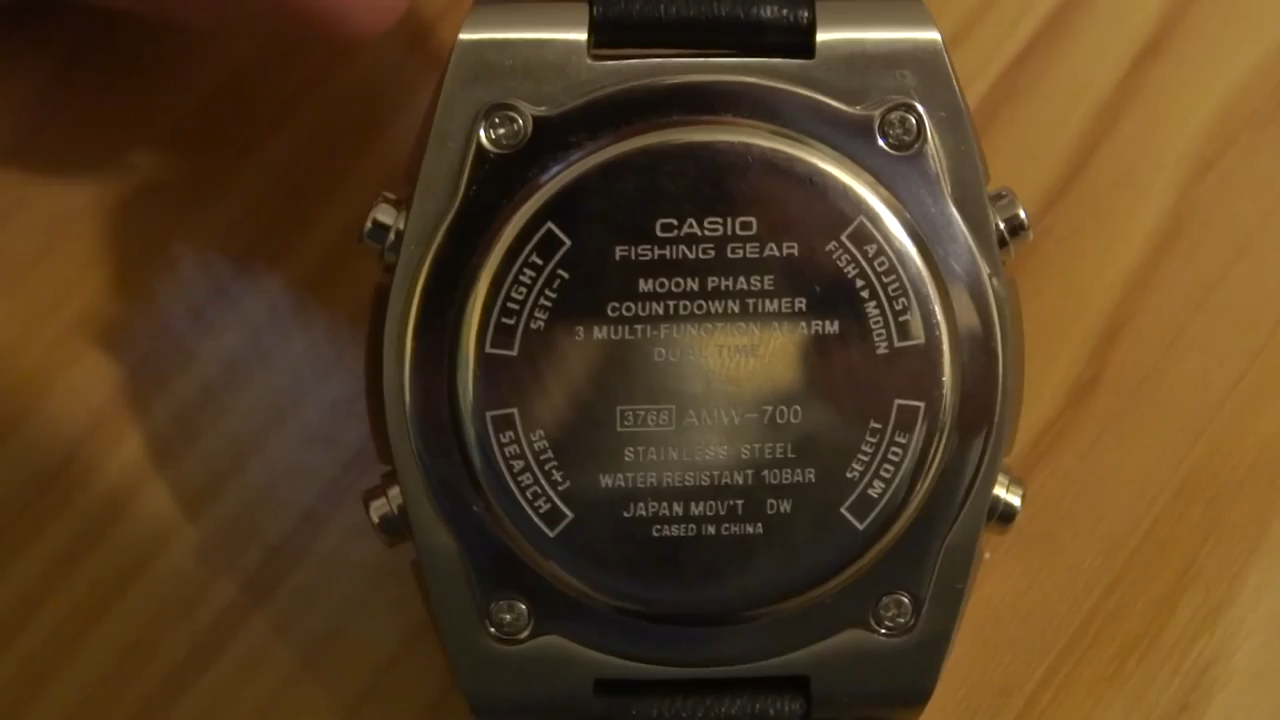 CASIO
FISHING GEAR
MOON PHASE
COUNTDOWN TIMER
3 MULTI-FUNCTION ALARM
DUAL TIME
3768 AMW-700
STAINLESS STEEL
WATER RESISTANT 10BAR
JAPAN MOV'T DW
CASED IN CHINA
LIGHT
SET(-)
ADJUST
FISH◄►MOON
SEARCH
SET(+)
SELECT
MODE